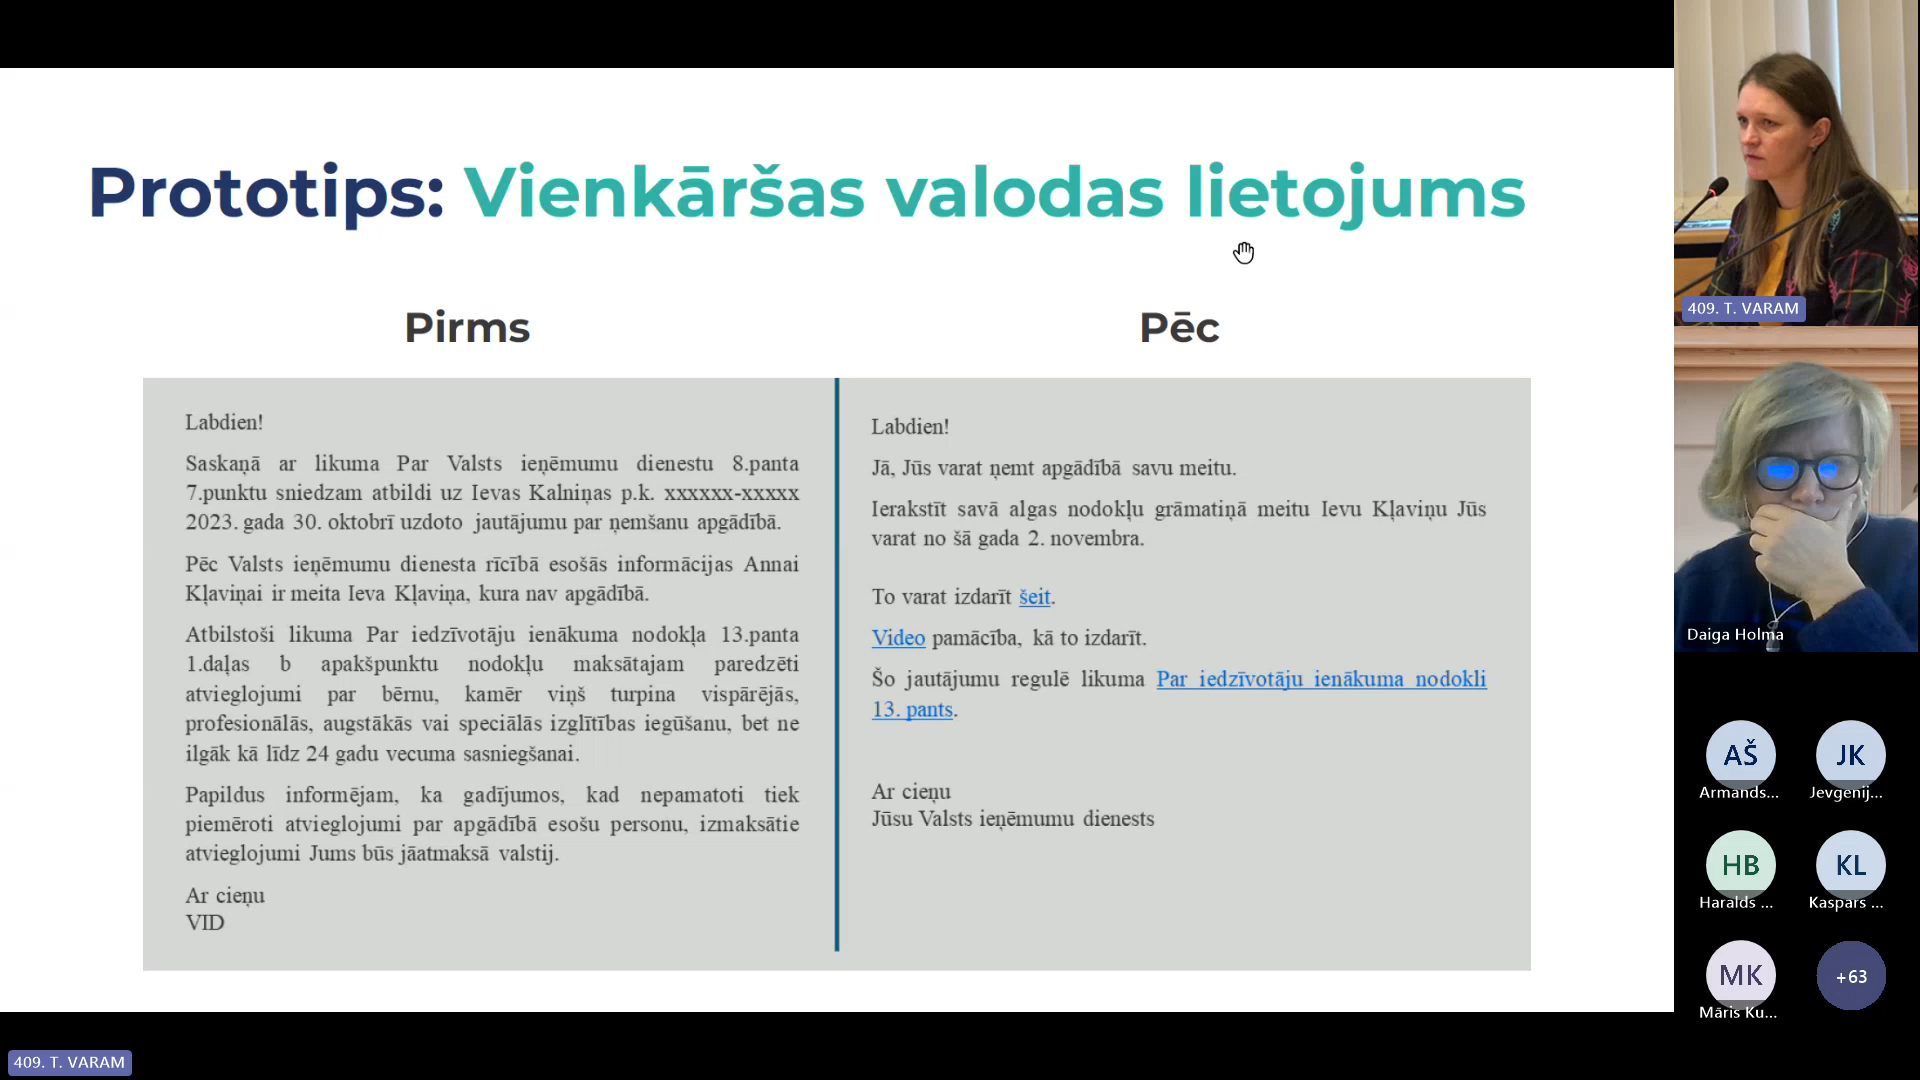 Prototips: Vienkāršas valodas lietojums
Pirms
Labdien!
Saskaņā ar likuma Par Valsts ieņēmumu dienestu 8.panta
7.punktu sniedzam atbildi uz Ievas Kalniņas p.k. xxxxxx-xxxxx
2023. gada 30. oktobrī uzdoto jautājumu par ņemšanu apgādībā.
Pēc Valsts ieņēmumu dienesta rīcībā esošās informācijas Annai
Kļaviņai ir meita Ieva Kļaviņa, kura nav apgādībā.
Atbilstoši likuma Par iedzīvotāju ienākuma nodokļa 13.panta
1.daļas b apakšpunktu nodokļu maksātajam paredzēti
atvieglojumi par bērnu, kamēr viņš turpina vispārējās,
profesionālās, augstākās vai speciālās izglītības iegūšanu, bet ne
ilgāk kā līdz 24 gadu vecuma sasniegšanai.
Papildus informējam, ka gadījumos, kad nepamatoti tiek
piemēroti atvieglojumi par apgādībā esošu personu, izmaksātie
atvieglojumi Jums būs jāatmaksā valstij.
Ar cieņu
VID
Pēc
Labdien!
Jā, Jūs varat ņemt apgādībā savu meitu.
Ierakstīt savā algas nodokļu grāmatiņā meitu Ievu Kļaviņu Jūs
varat no šā gada 2. novembra.
To varat izdarīt šeit.
Video pamācība, kā to izdarīt.
Šo jautājumu regulē likuma Par iedzīvotāju ienākuma nodokli
13. pants.
Ar cieņu
Jūsu Valsts ieņēmumu dienests
409. T. VARAM
Daiga Holma
AŠ
Armands...
JK
Jevgenij...
HB
Haralds ...
KL
Kaspars ...
MK
Māris Ku...
+63
409. T. VARAM